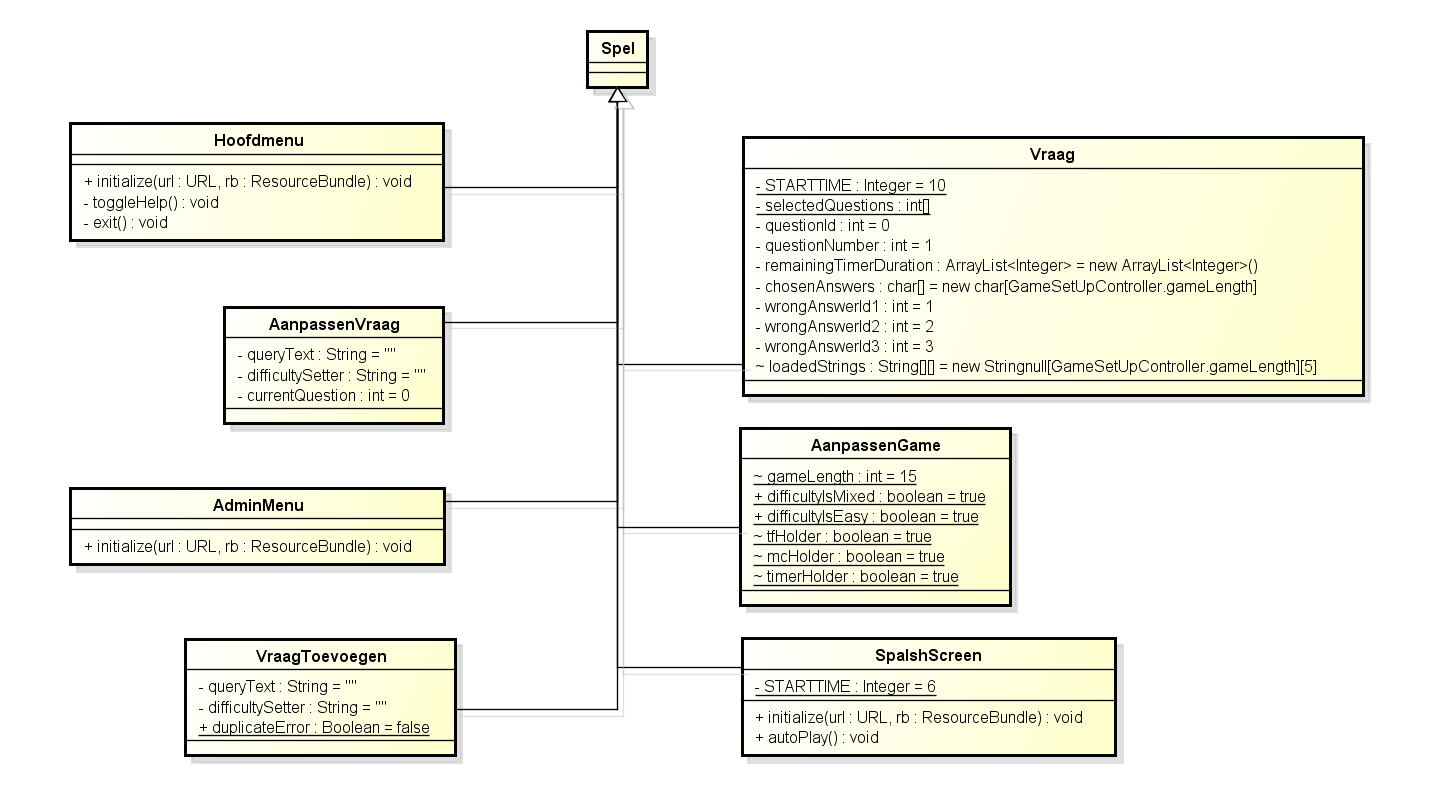 Spel
Hoofdmenu
+ initialize(url : URL, rb : ResourceBundle) : void
- toggleHelp() : void
- exit() : void
Vraag
- STARTTIME : Integer = 10
- selectedQuestions : int[]
- questionId : int = 0
- questionNumber : int = 1
- remainingTimerDuration : ArrayList<Integer> = new ArrayList<Integer>()
- chosenAnswers : char[] = new char[GameSetUpController.gameLength]
- wrongAnswerId1 : int = 1
- wrongAnswerId2 : int = 2
- wrongAnswerId3 : int = 3
~ loadedStrings : String[][] = new Stringnull[GameSetUpController.gameLength][5]
AanpassenVraag
- queryText : String = ""
- difficultySetter : String = ""
- currentQuestion : int = 0
AanpassenGame
~ gameLength : int = 15
+ difficultyIsMixed : boolean = true
+ difficultyIsEasy : boolean = true
~ tfHolder : boolean = true
~ mcHolder : boolean = true
~ timerHolder : boolean = true
AdminMenu
+ initialize(url : URL, rb : ResourceBundle) : void
VraagToevoegen
- queryText : String = ""
- difficultySetter : String = ""
+ duplicateError : Boolean = false
SpalshScreen
- STARTTIME : Integer = 6
+ initialize(url : URL, rb : ResourceBundle) : void
+ autoPlay() : void